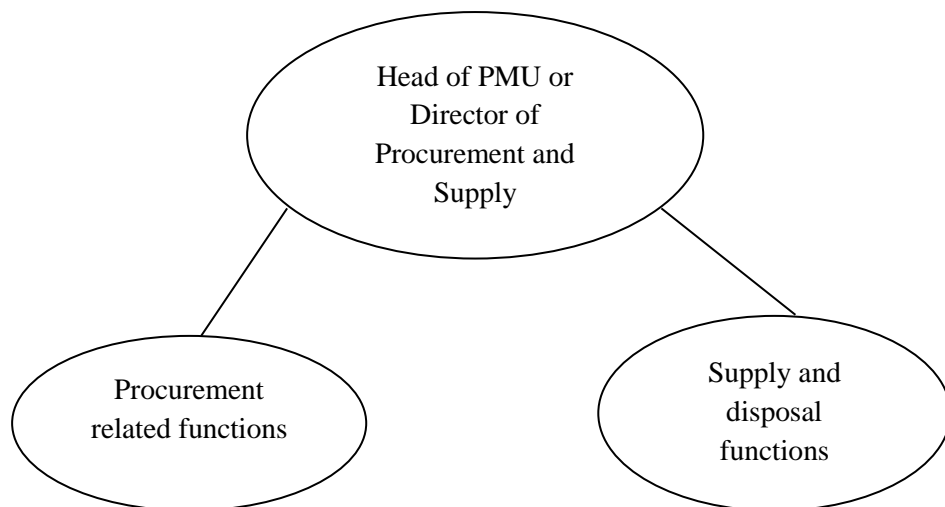 Head of PMU or
Director of
Procurement and
Supply
Procurement
related functions
Supply and
disposal
functions